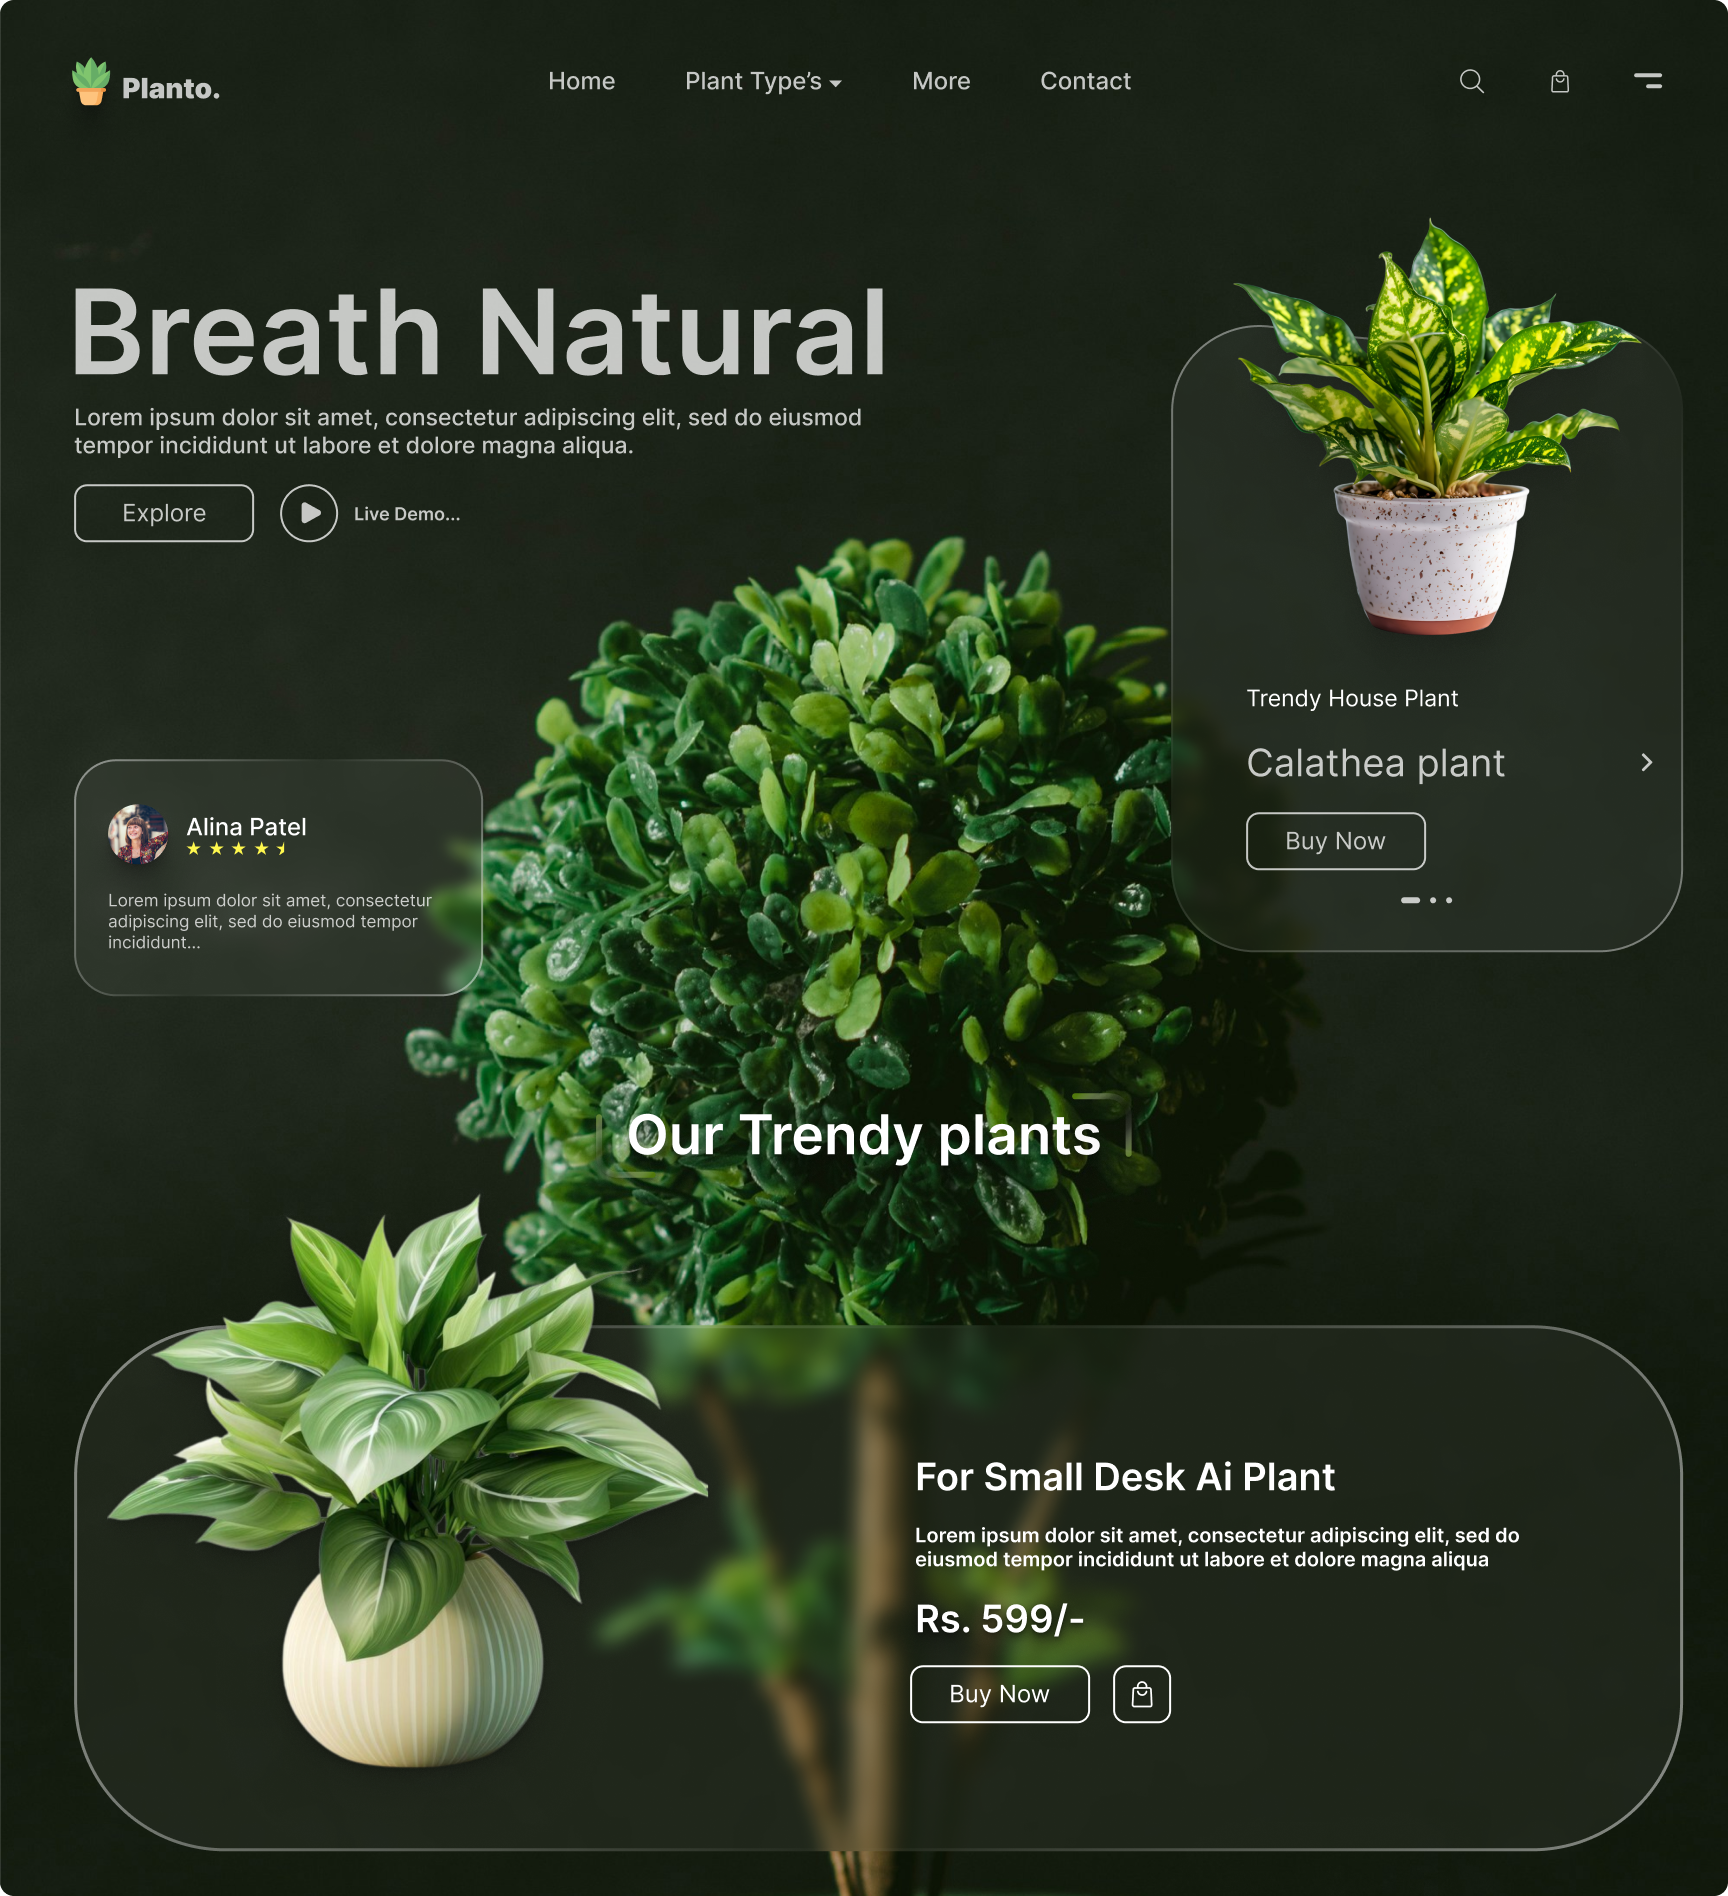 Planto.
Home
Plant Type's
More
Contact
Breath Natural
Lorem ipsum dolor sit amet, consectetur adipiscing elit, sed do eiusmod
tempor incididunt ut labore et dolore magna aliqua.
Explore
Live Demo...
Trendy House Plant
Calathea plant
Buy Now
Alina Patel
Lorem ipsum dolor sit amet, consectetur
adipiscing elit, sed do eiusmod tempor
incididunt...
Our Trendy plants
For Small Desk Ai Plant
Lorem ipsum dolor sit amet, consectetur adipiscing elit, sed do
eiusmod tempor incididunt ut labore et dolore magna aliqua
Rs. 599/-
Buy Now